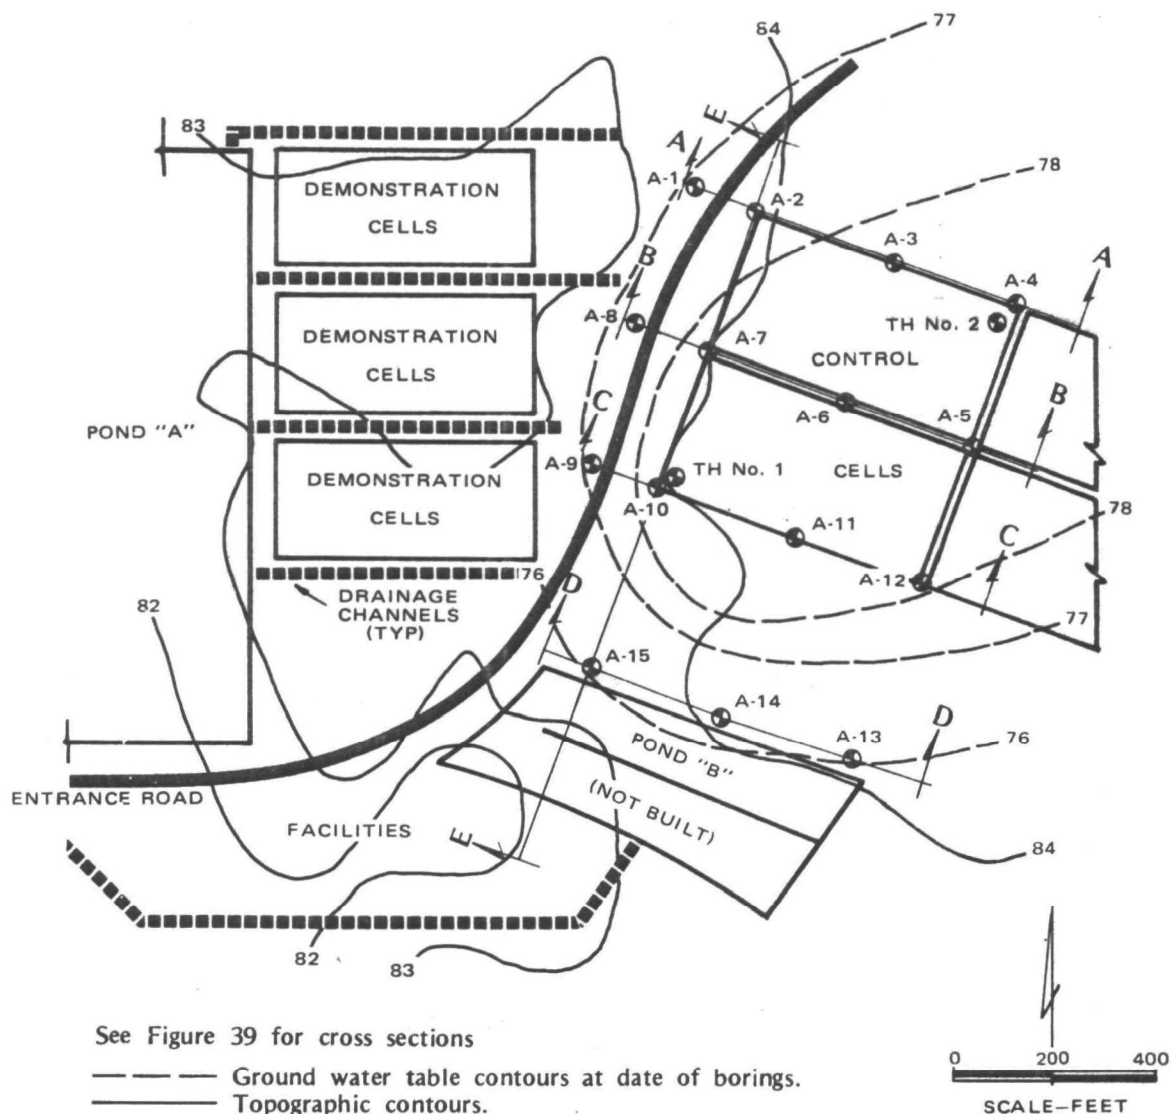 77
84
83
E
A
A-1
A-2
78
DEMONSTRATION
CELLS
A-3
B
A
A-4
A-8
TH No. 2
A-7
CONTROL
DEMONSTRATION
CELLS
B
C
A-6
A-5
POND "A"
A-9
TH No. 1
CELLS
DEMONSTRATION
CELLS
A-10
78
A-11
C
76
D
A-12
DRAINAGE
CHANNELS
(TYP)
82
77
A-15
A-14
D
A-13
76
POND "B"
(NOT BUILT)
ENTRANCE ROAD
FACILITIES
E
84
82
83
See Figure 39 for cross sections
Ground water table contours at date of borings.
Topographic contours.
0 200 400
SCALE-FEET